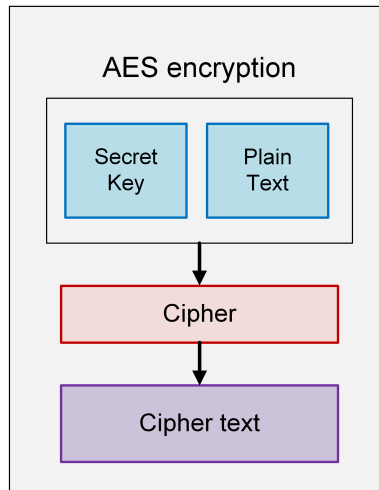 AES encryption
Secret
Key
Plain
Text
Cipher
Cipher text